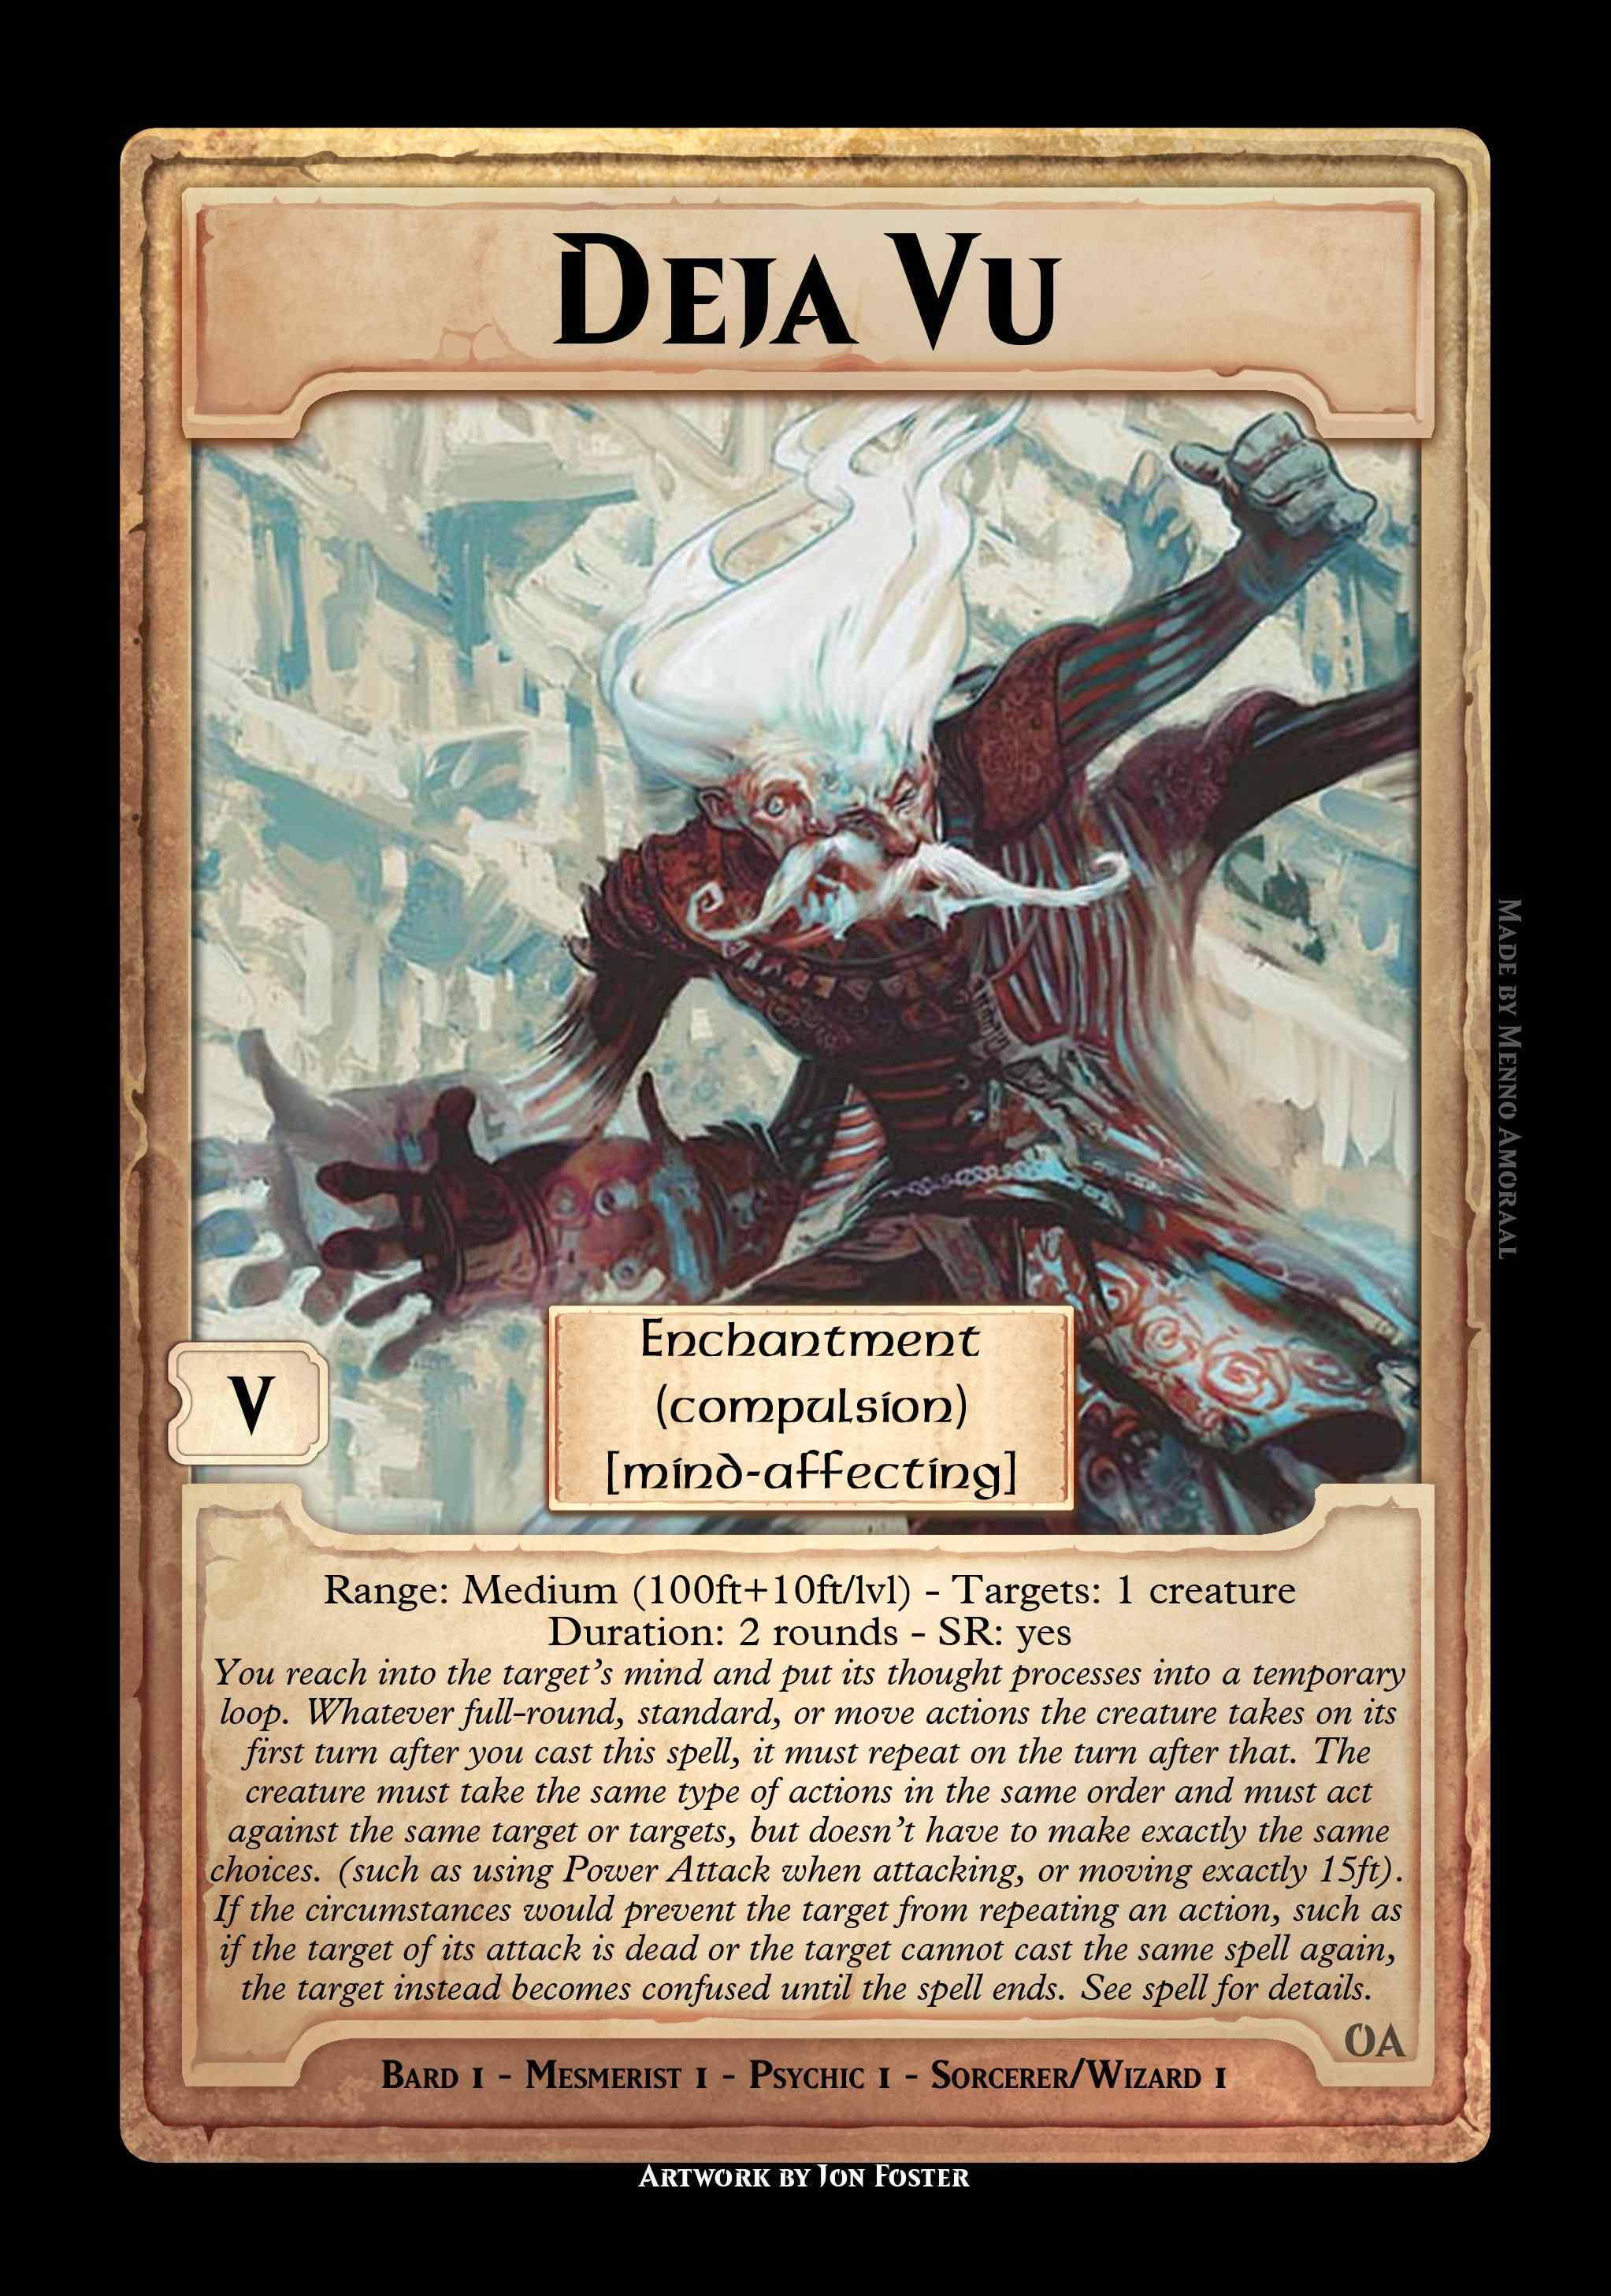 Deja Vu
Made by Menno Amoraal
V
Enchantment
(compulsion)
[mind-affecting]
Range: Medium (100ft+10ft/lvl) - Targets: 1 creature
Duration: 2 rounds - SR: yes
You reach into the target's mind and put its thought processes into a temporary
loop. Whatever full-round, standard, or move actions the creature takes on its
first turn after you cast this spell, it must repeat on the turn after that. The
creature must take the same type of actions in the same order and must act
against the same target or targets, but doesn't have to make exactly the same
choices. (such as using Power Attack when attacking, or moving exactly 15ft).
If the circumstances would prevent the target from repeating an action, such as
if the target of its attack is dead or the target cannot cast the same spell again,
the target instead becomes confused until the spell ends. See spell for details.
OA
Bard 1 - Mesmerist 1 - Psychic 1 - Sorcerer/Wizard 1
Artwork by Jon Foster